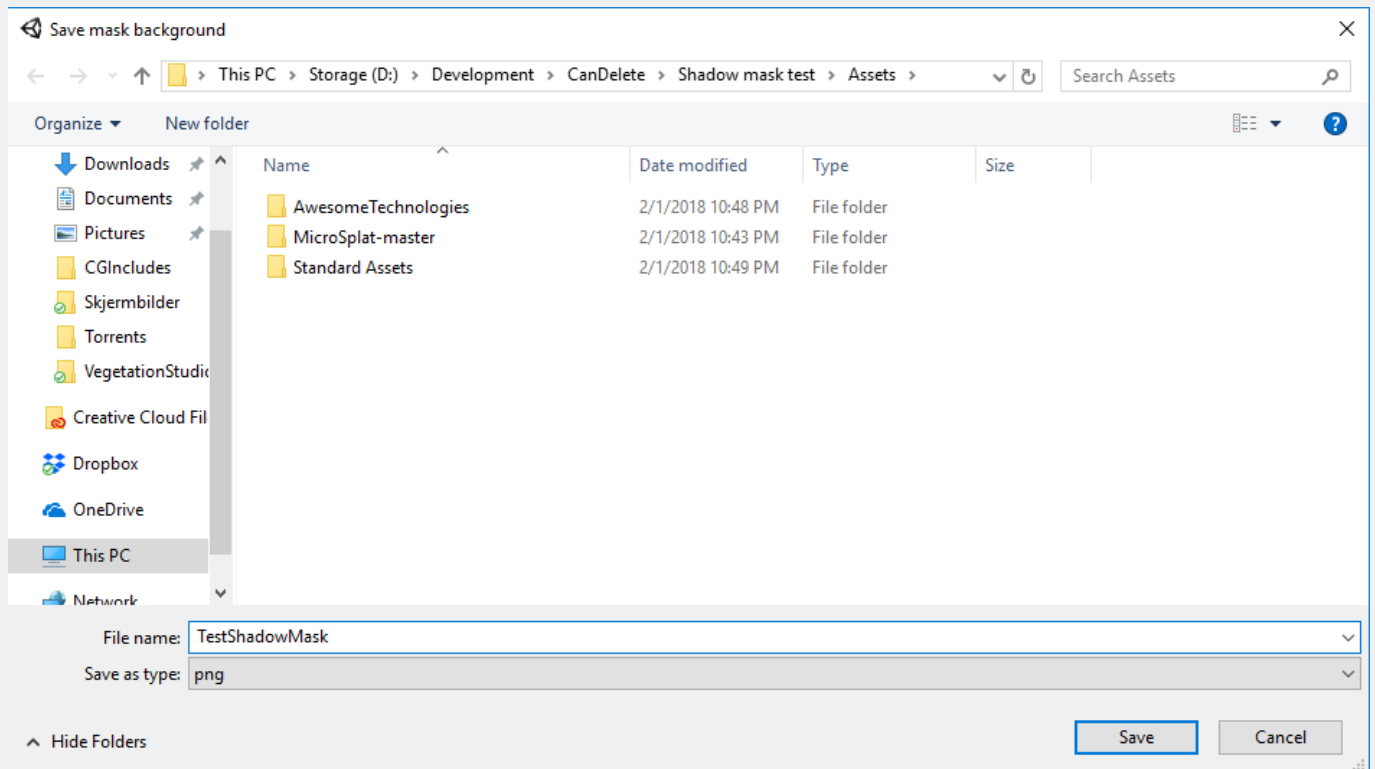 Save mask background
This PC > Storage (D:) > Development > CanDelete > Shadow mask test > Assets >
Search Assets
Organize
New folder
Name
Date modified
Type
Size
Downloads
Documents
Pictures
CGIncludes
Skjermbilder
Torrents
VegetationStudio
Creative Cloud Fil
Dropbox
OneDrive
This PC
Network
AwesomeTechnologies 2/1/2018 10:48 PM File folder
MicroSplat-master 2/1/2018 10:43 PM File folder
Standard Assets 2/1/2018 10:49 PM File folder
File name: TestShadowMask
Save as type: png
Hide Folders
Save
Cancel